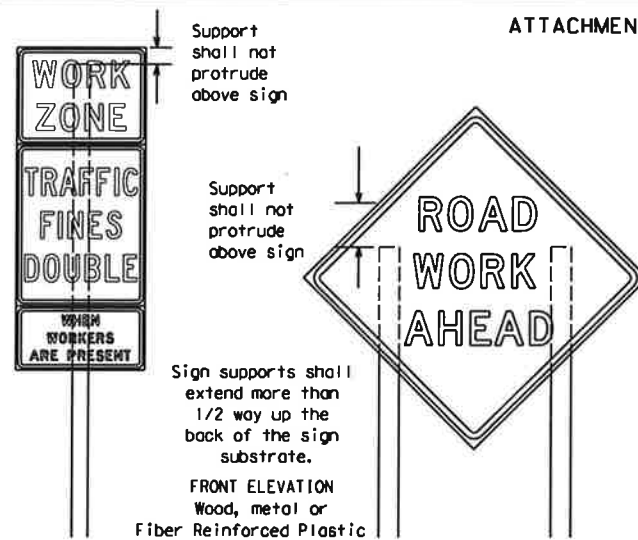 ATTACHMEN
Support
shall not
protrude
above sign
WORK
ZONE
TRAFFIC
FINES
DOUBLE
WHEN
WORKERS
ARE PRESENT
Support
shall not
protrude
above sign
ROAD
WORK
AHEAD
Sign supports shall
extend more than
1/2 way up the
back of the sign
substrate.
FRONT ELEVATION
Wood, metal or
Fiber Reinforced Plastic